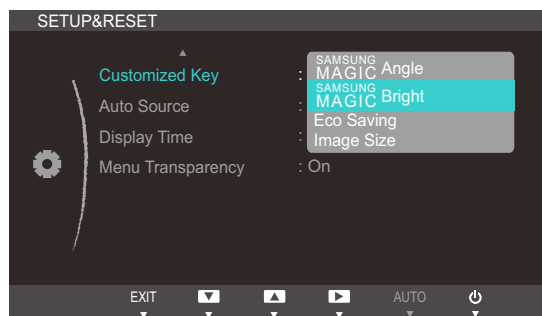 SETUP&RESET
Customized Key : SAMSUNG MAGIC Angle
SAMSUNG MAGIC Bright
Auto Source :
Eco Saving
Display Time :
Image Size
Menu Transparency : On
EXIT AUTO